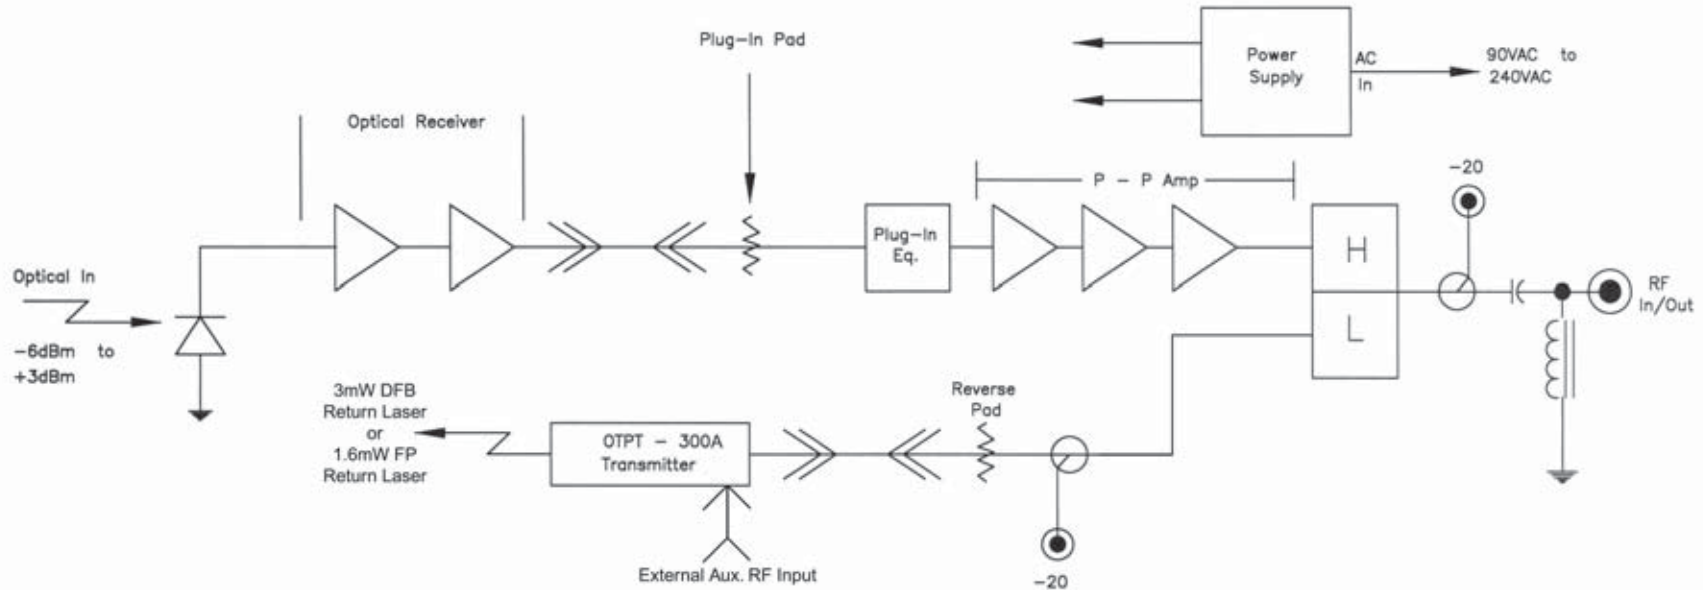 Plug-In Pad
Power
Supply
AC
In
90VAC to
240VAC
Optical Receiver
P - P Amp
-20
Plug-In
Eq.
H
L
RF
In/Out
Optical In
-6dBm to
+3dBm
3mW DFB
Return Laser
or
1.6mW FP
Return Laser
OTPT - 300A
Transmitter
Reverse
Pad
External Aux. RF Input
-20